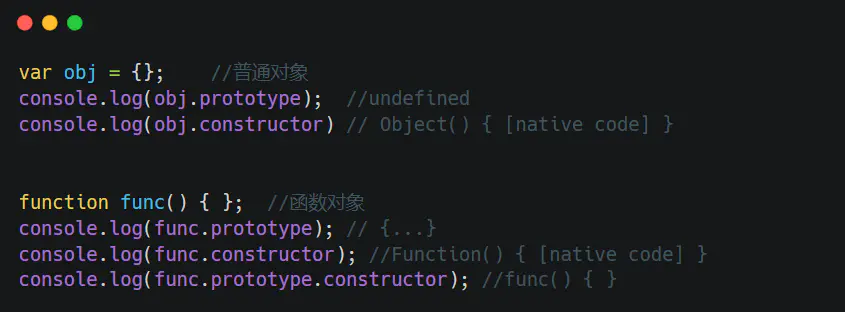 var obj = {};    //普通对象
console.log(obj.prototype);  //undefined
console.log(obj.constructor) // Object() { [native code] }
function func() { };  //函数对象
console.log(func.prototype); // {...}
console.log(func.constructor); //Function() { [native code] }
console.log(func.prototype.constructor); //func() { }